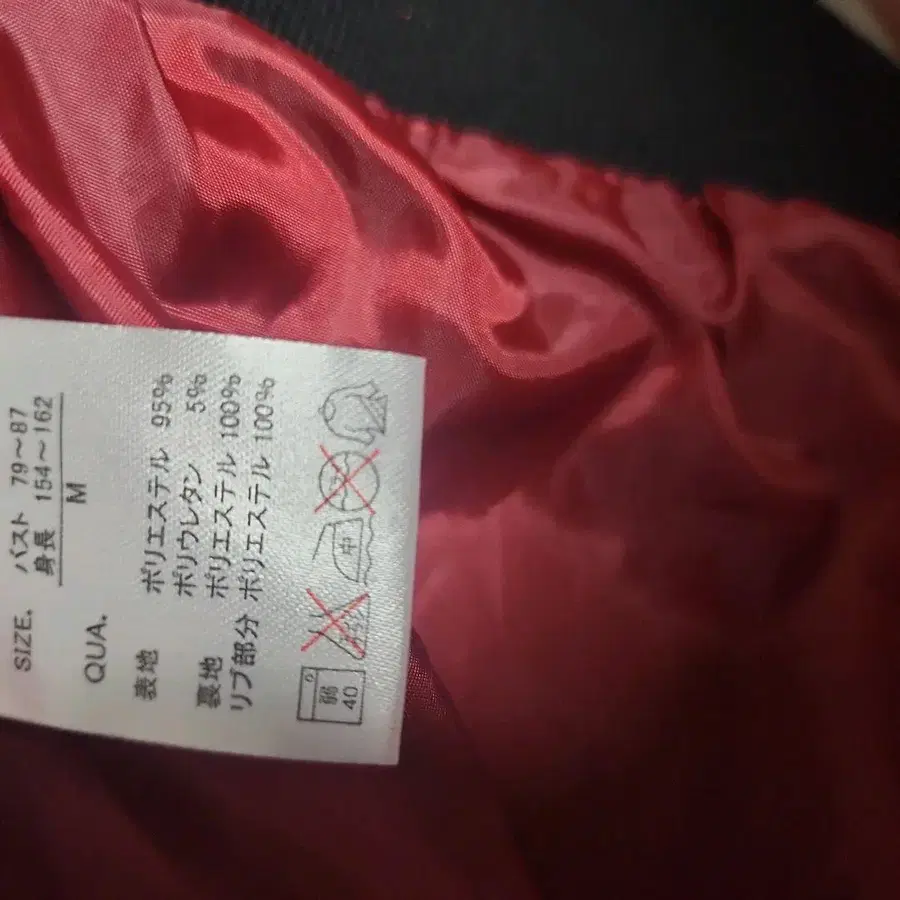 SIZE. バスト 79～87
身長 154～162
M
QUA.
表地 ポリエステル 95%
ポリウレタン 5%
裏地 ポリエステル 100%
リブ部分 ポリエステル 100%
弱
40
中